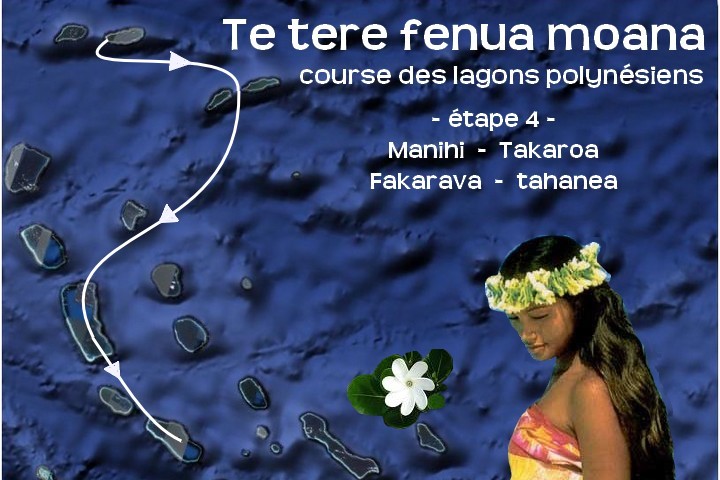 Te tere fenua moana
course des lagons polynésiens
- étape 4 -
Manihi - Takaroa
Fakarava - tahanea